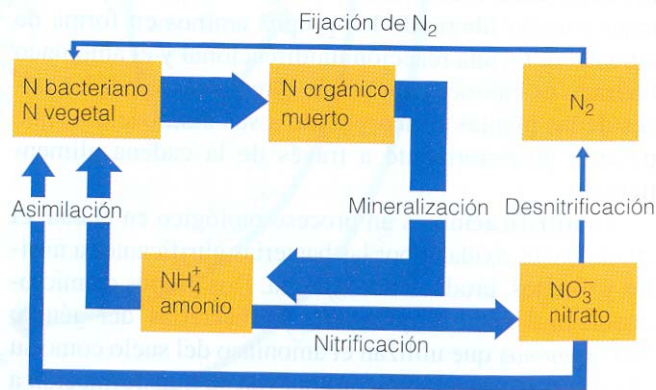 Fijación de N₂
N bacteriano
N vegetal
N orgánico
muerto
N₂
Asimilación
Mineralización
Desnitrificación
NH₄⁺
amonio
NO₃⁻
nitrato
Nitrificación